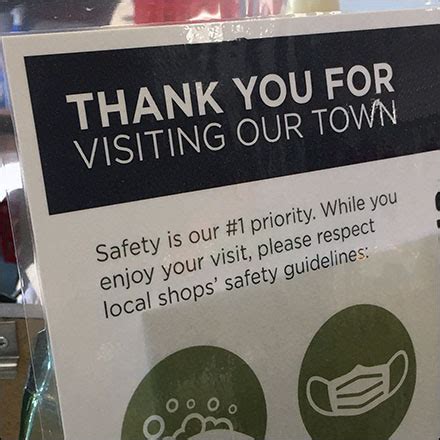 THANK YOU FOR
VISITING OUR TOWN
Safety is our #1 priority. While you
enjoy your visit, please respect
local shops' safety guidelines: